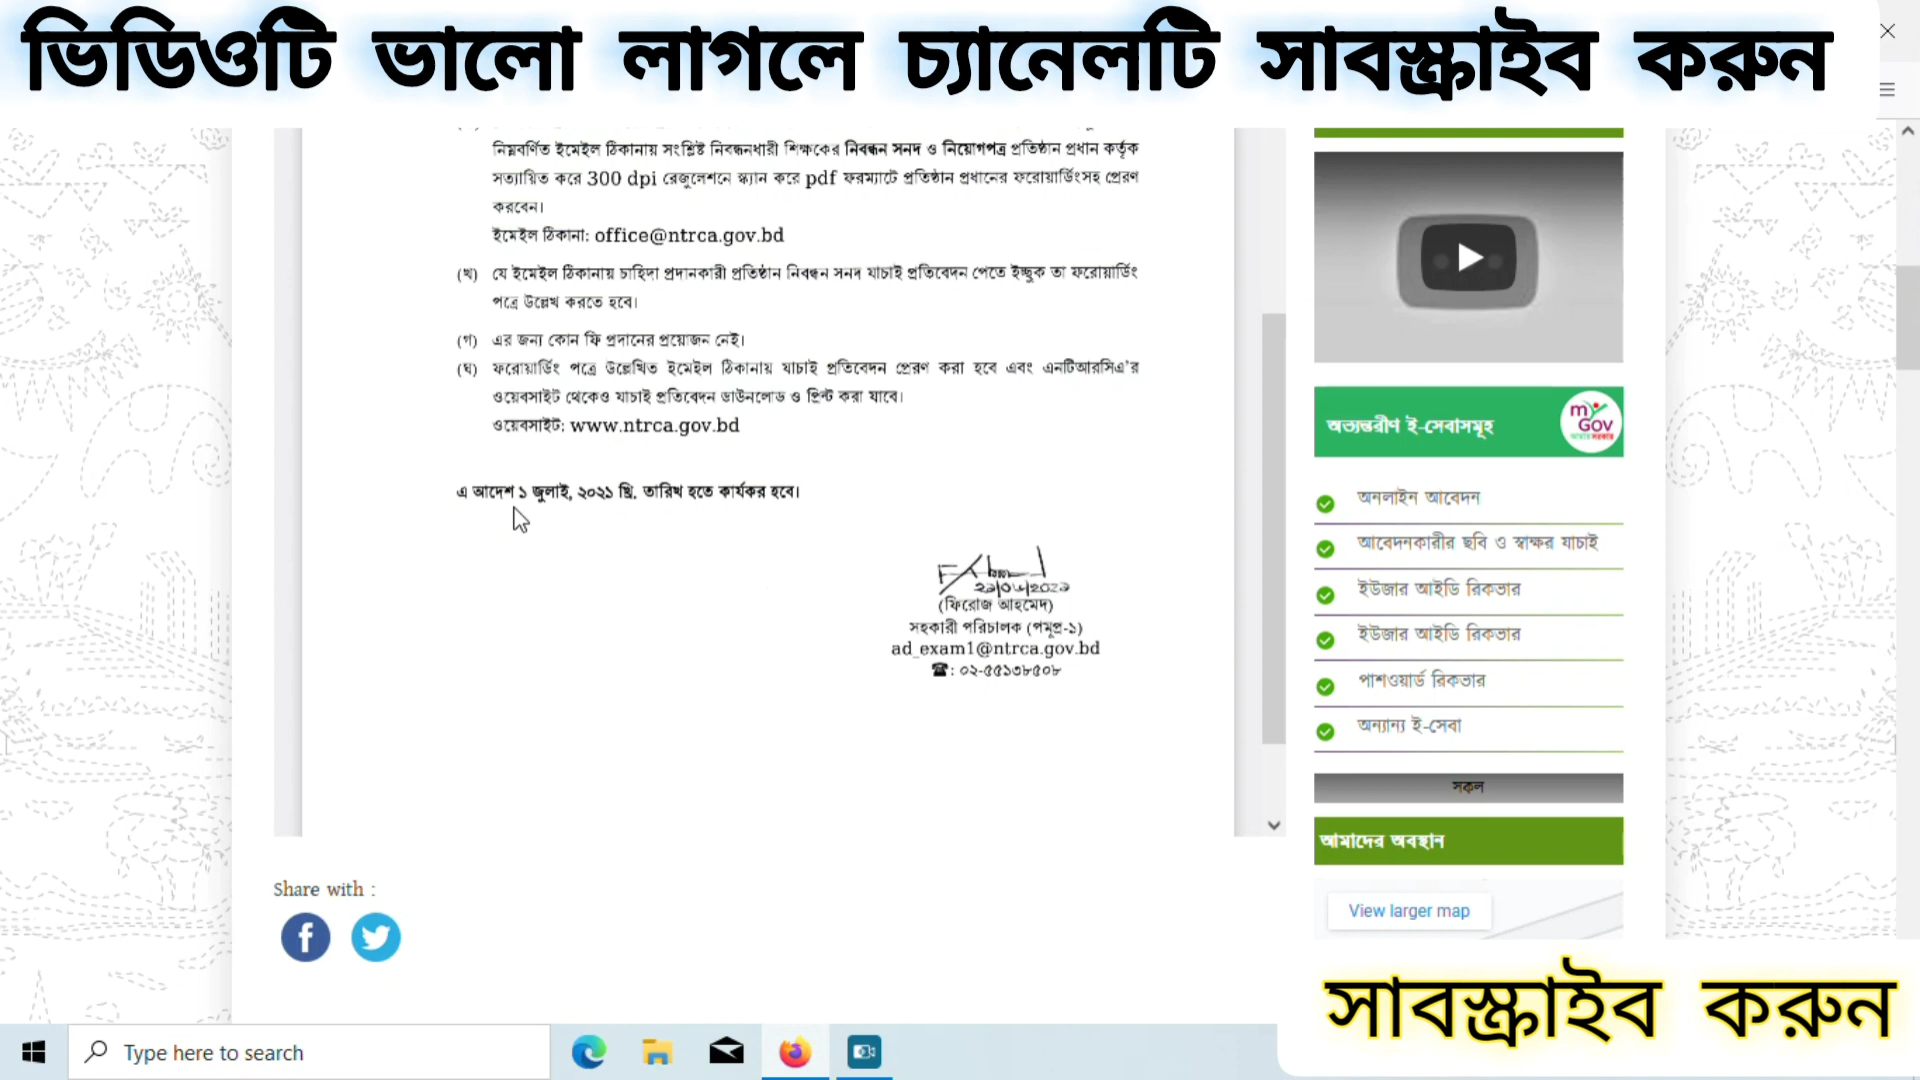 ভিডিওটি ভালো লাগলে চ্যানেলটি সাবস্ক্রাইব করুন
নিম্নবর্ণিত ইমেইল ঠিকানায় সংশ্লিষ্ট নিবন্ধনধারী শিক্ষকের নিবন্ধন সনদ ও নিয়োগপত্র প্রতিষ্ঠান প্রধান কর্তৃক
সত্যায়িত করে 300 dpi রেজুলেশনে স্ক্যান করে pdf ফরম্যাটে প্রতিষ্ঠান প্রধানের ফরোয়ার্ডিংসহ প্রেরণ
করবেন।
ইমেইল ঠিকানা: office@ntrca.gov.bd
(খ) যে ইমেইল ঠিকানায় চাহিদা প্রদানকারী প্রতিষ্ঠান নিবন্ধন সনদ যাচাই প্রতিবেদন পেতে ইচ্ছুক তা ফরোয়ার্ডিং
পত্রে উল্লেখ করতে হবে।
(গ) এর জন্য কোন ফি প্রদানের প্রয়োজন নেই।
(ঘ) ফরোয়ার্ডিং পত্রে উল্লেখিত ইমেইল ঠিকানায় যাচাই প্রতিবেদন প্রেরণ করা হবে এবং এনটিআরসিএ'র
ওয়েবসাইট থেকেও যাচাই প্রতিবেদন ডাউনলোড ও প্রিন্ট করা যাবে।
ওয়েবসাইট: www.ntrca.gov.bd
এ আদেশ ১ জুলাই, ২০২১ খ্রি. তারিখ হতে কার্যকর হবে।
(ফিরোজ আহমেদ)
সহকারী পরিচালক (পমূপ্র-১)
ad_exam1@ntrca.gov.bd
☎: ০২-৫৫১৩৮৫০৮
Share with :
অভ্যন্তরীণ ই-সেবাসমূহ
my GOV
আমার সরকার
অনলাইন আবেদন
আবেদনকারীর ছবি ও স্বাক্ষর যাচাই
ইউজার আইডি রিকভার
ইউজার আইডি রিকভার
পাশওয়ার্ড রিকভার
অন্যান্য ই-সেবা
সকল
আমাদের অবস্থান
View larger map
সাবস্ক্রাইব করুন
Type here to search